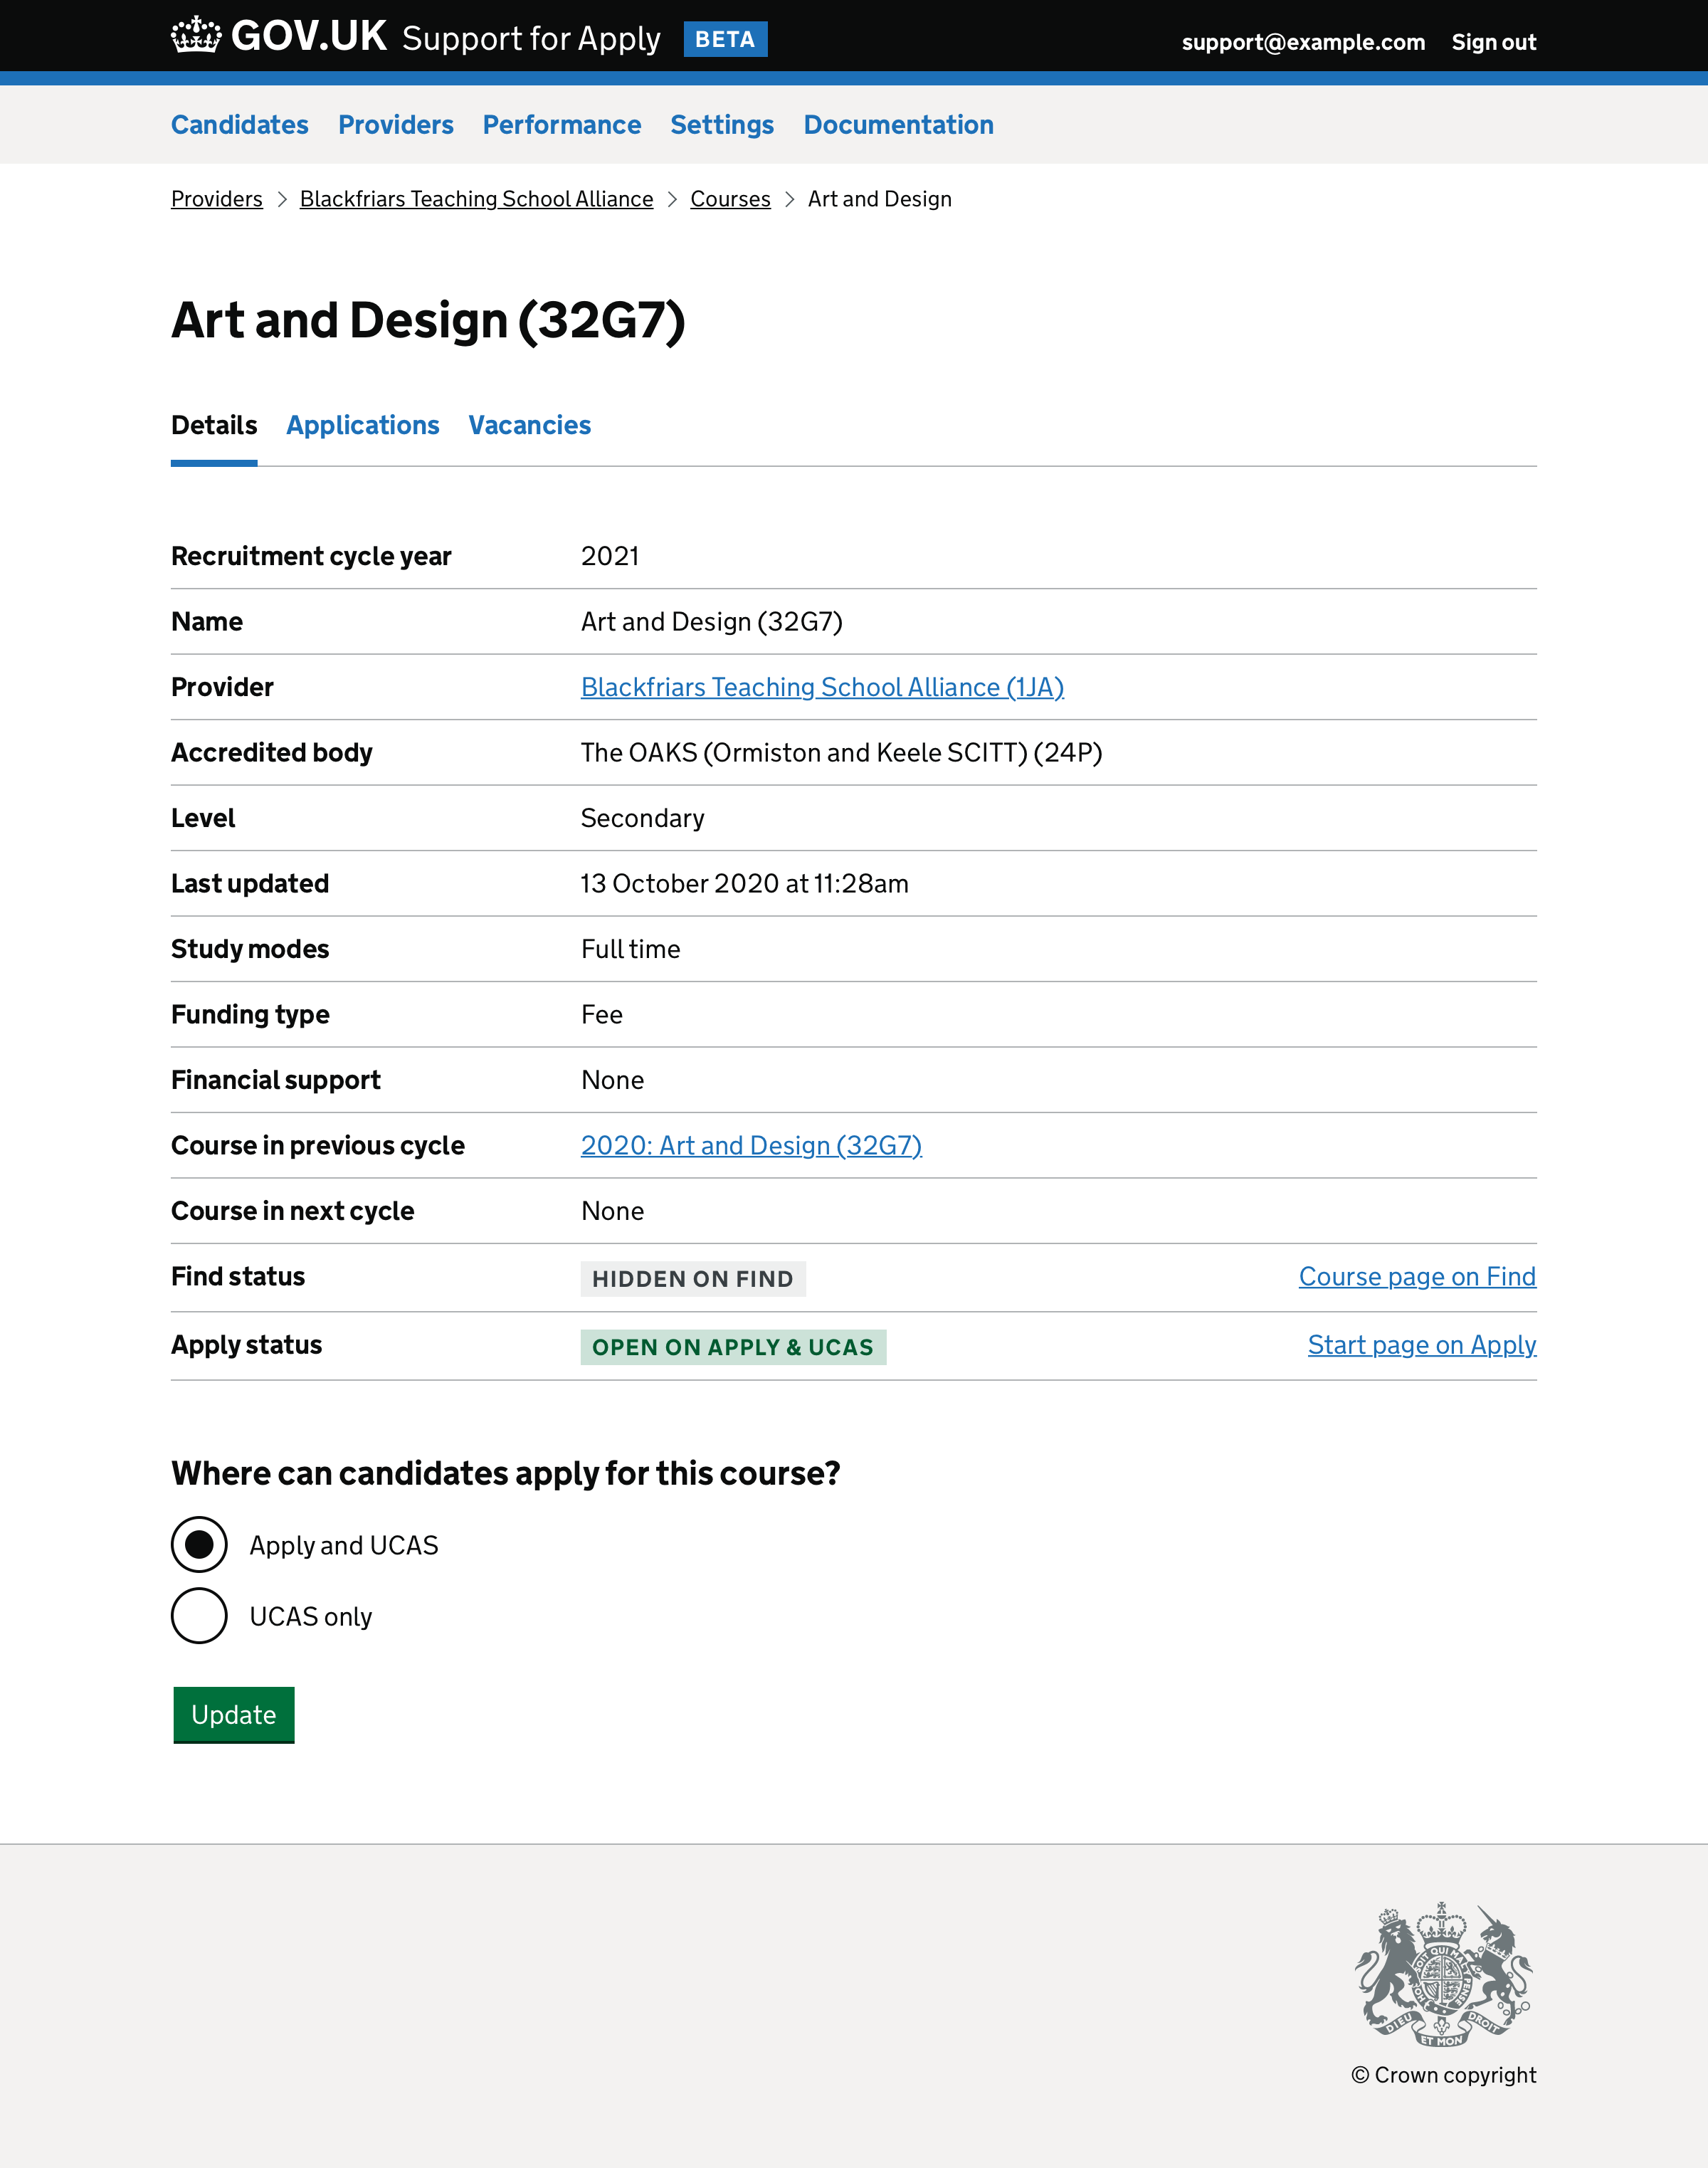 GOV.UK Support for Apply BETA support@example.com Sign out
Candidates Providers Performance Settings Documentation
Providers Blackfriars Teaching School Alliance Courses Art and Design
Art and Design (32G7)
Details Applications Vacancies
Recruitment cycle year 2021
Name Art and Design (32G7)
Provider Blackfriars Teaching School Alliance (1JA)
Accredited body The OAKS (Ormiston and Keele SCITT) (24P)
Level Secondary
Last updated 13 October 2020 at 11:28am
Study modes Full time
Funding type Fee
Financial support None
Course in previous cycle 2020: Art and Design (32G7)
Course in next cycle None
Find status HIDDEN ON FIND Course page on Find
Apply status OPEN ON APPLY & UCAS Start page on Apply
Where can candidates apply for this course?
Apply and UCAS
UCAS only
Update
DIEU ET MON DROIT
© Crown copyright